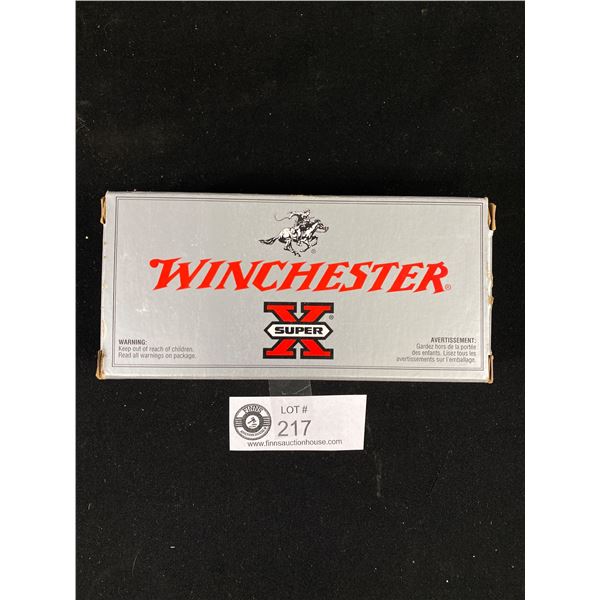 ®
WINCHESTER®
X®
SUPER
WARNING:
Keep out of reach of children.
Read all warnings on package.
AVERTISSEMENT:
Gardez hors de la portée
des enfants. Lisez tous les
avertissements sur l'emballage.
FINNS
LOT #
217
www.finnsauctionhouse.com